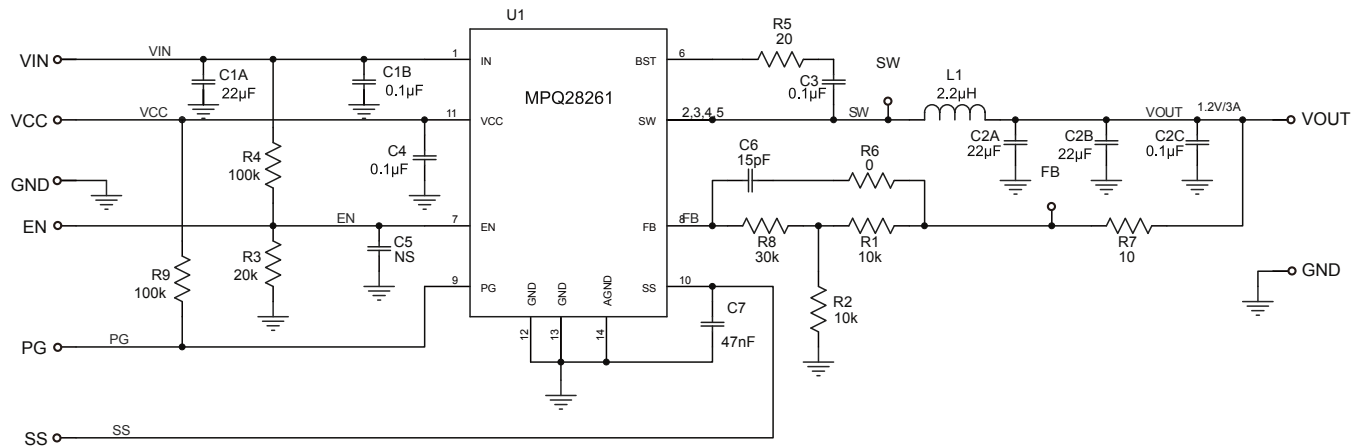 U1
MPQ28261
VIN
VIN
C1A
22µF
C1B
0.1µF
1
IN
BST
6
R5
20
C3
0.1µF
SW
L1
2.2µH
VCC
VCC
11
VCC
SW
2,3,4,5
SW
VOUT
1.2V/3A
VOUT
C4
0.1µF
R4
100k
C2A
22µF
C2B
22µF
C2C
0.1µF
C6
15pF
R6
0
FB
GND
EN
EN
7
EN
FB
8
FB
R8
30k
R1
10k
R7
10
C5
NS
R3
20k
R9
100k
GND
9
PG
GND
GND
AGND
SS
10
R2
10k
C7
47nF
12
13
14
PG
PG
SS
SS